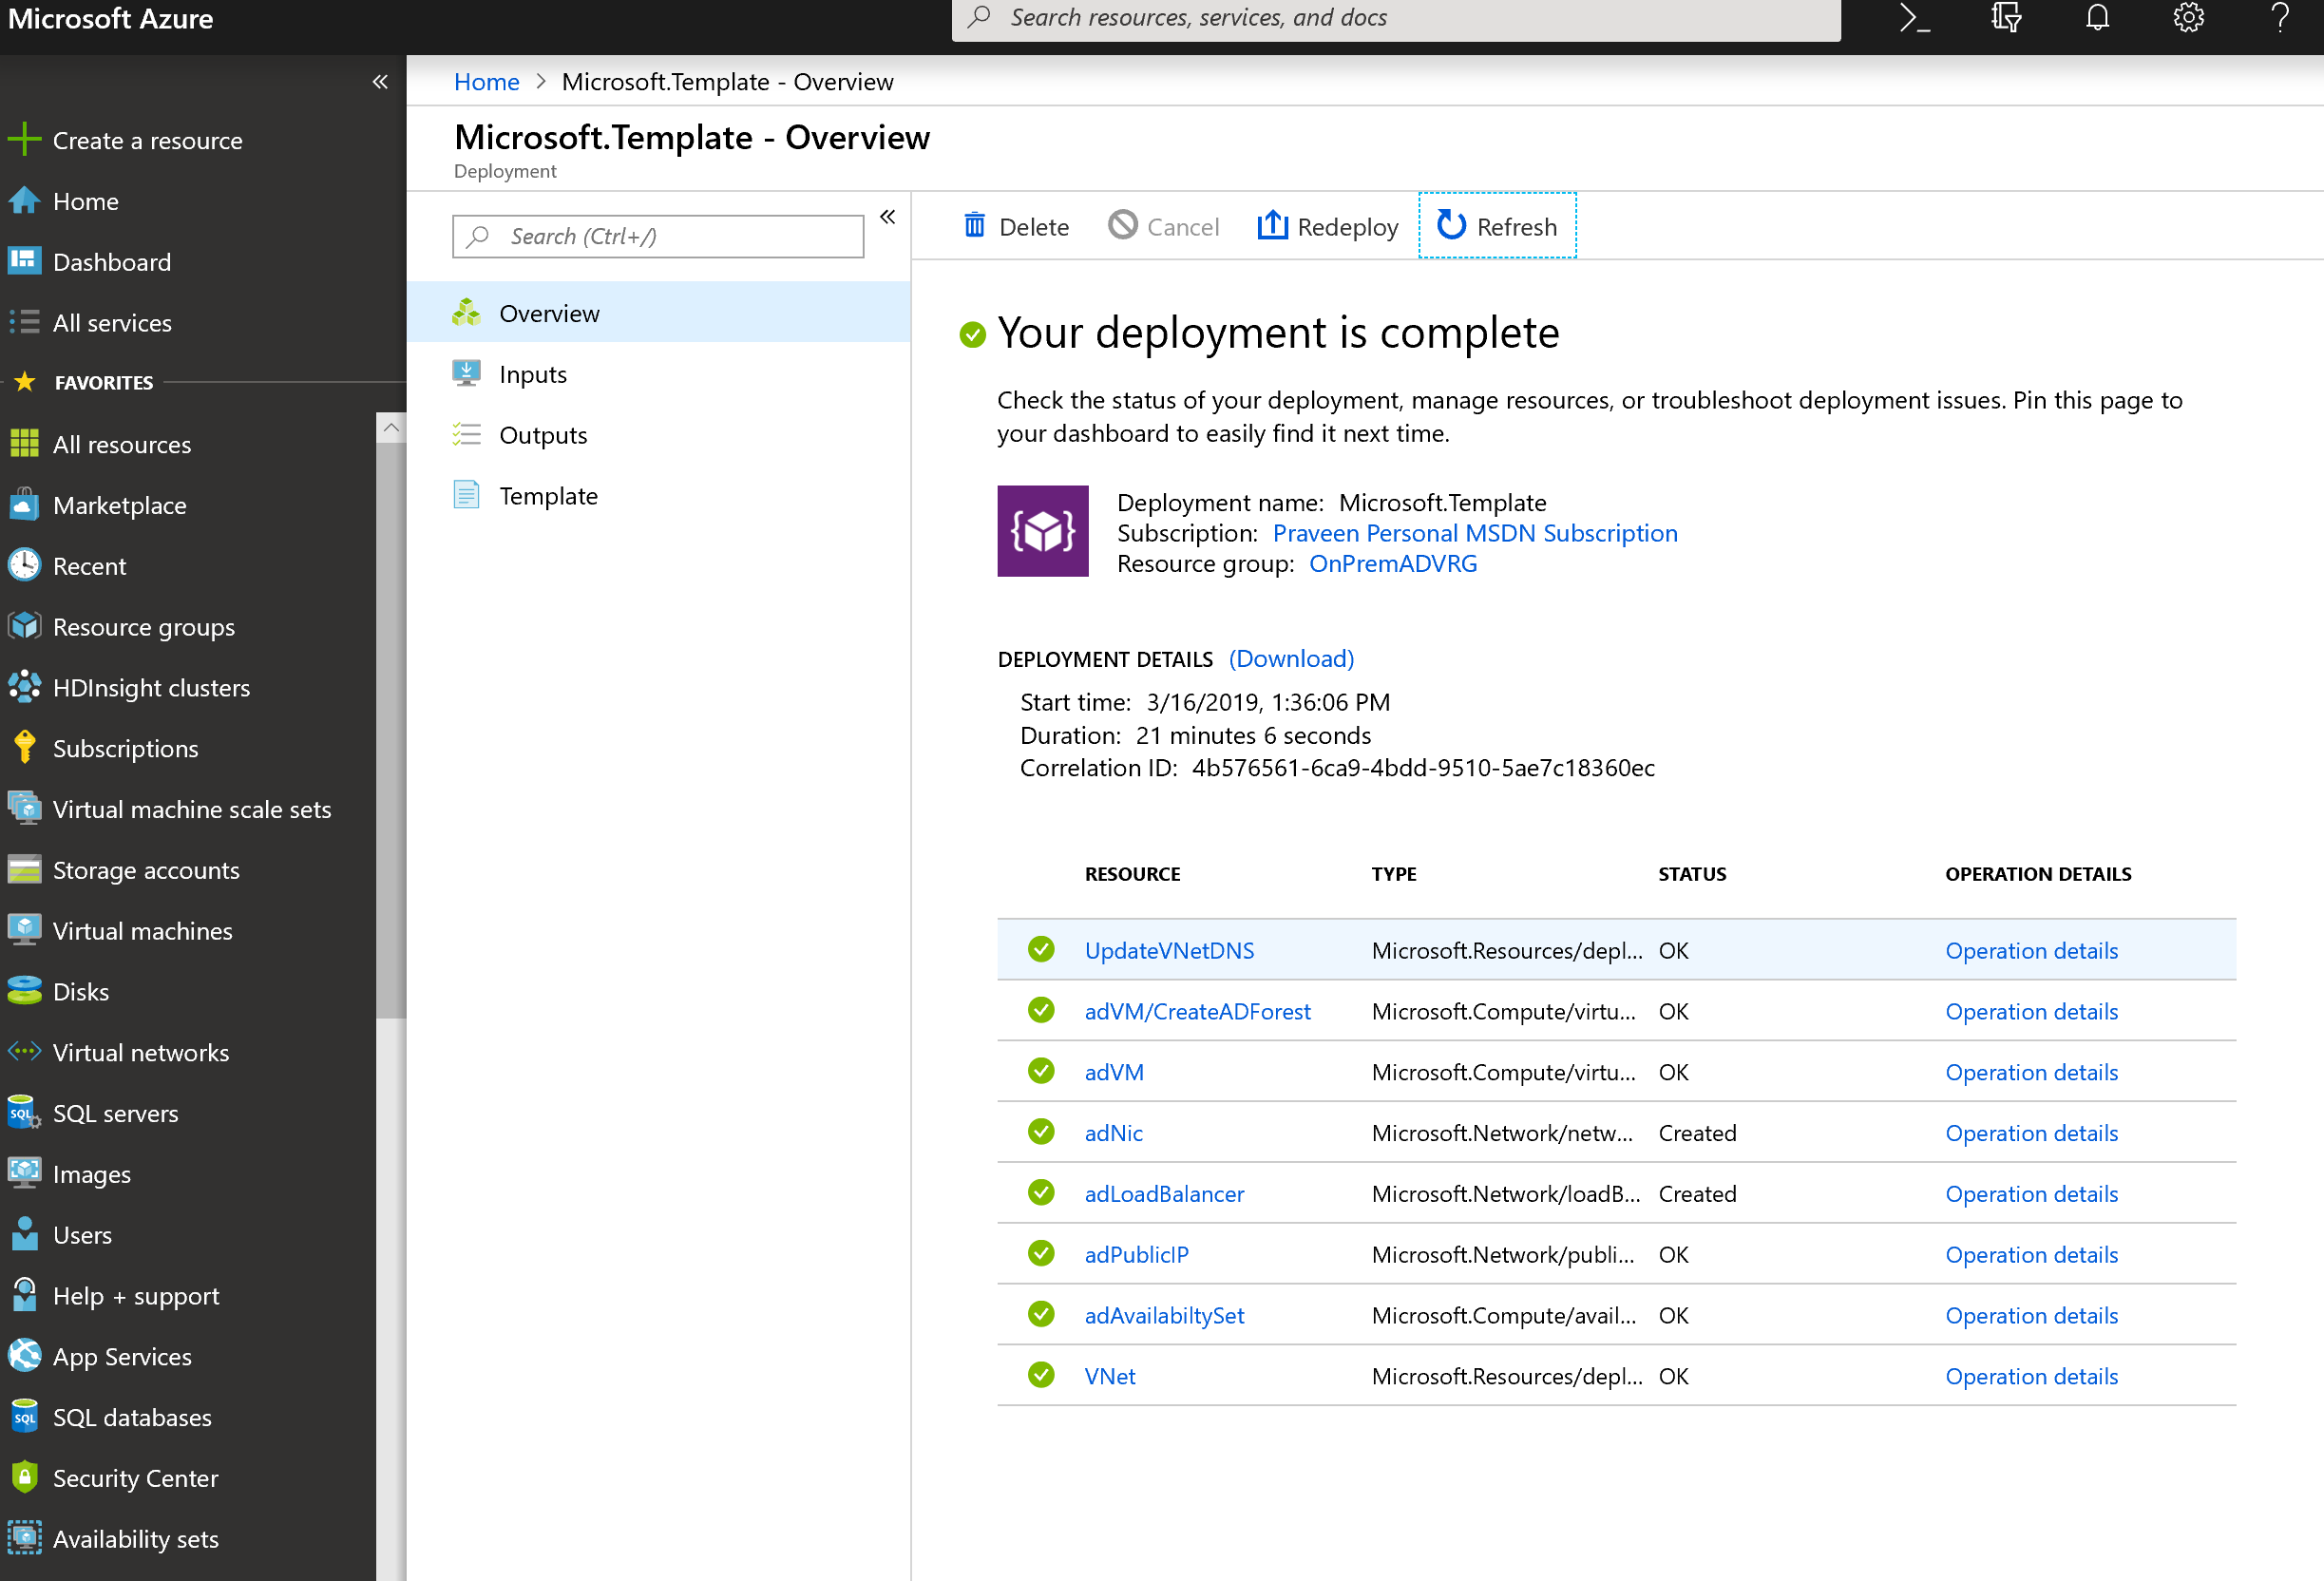 Microsoft Azure
Search resources, services, and docs
Create a resource
Home
Dashboard
All services
FAVORITES
All resources
Marketplace
Recent
Resource groups
HDInsight clusters
Subscriptions
Virtual machine scale sets
Storage accounts
Virtual machines
Disks
Virtual networks
SQL servers
Images
Users
Help + support
App Services
SQL databases
Security Center
Availability sets
Home > Microsoft.Template - Overview
Microsoft.Template - Overview
Deployment
Search (Ctrl+/)
Overview
Inputs
Outputs
Template
Delete Cancel Redeploy Refresh
Your deployment is complete
Check the status of your deployment, manage resources, or troubleshoot deployment issues. Pin this page to
your dashboard to easily find it next time.
Deployment name: Microsoft.Template
Subscription: Praveen Personal MSDN Subscription
Resource group: OnPremADVRG
DEPLOYMENT DETAILS (Download)
Start time: 3/16/2019, 1:36:06 PM
Duration: 21 minutes 6 seconds
Correlation ID: 4b576561-6ca9-4bdd-9510-5ae7c18360ec
RESOURCE TYPE STATUS OPERATION DETAILS
UpdateVNetDNS Microsoft.Resources/depl... OK Operation details
adVM/CreateADForest Microsoft.Compute/virtu... OK Operation details
adVM Microsoft.Compute/virtu... OK Operation details
adNic Microsoft.Network/netw... Created Operation details
adLoadBalancer Microsoft.Network/loadB... Created Operation details
adPublicIP Microsoft.Network/publi... OK Operation details
adAvailabiltySet Microsoft.Compute/avail... OK Operation details
VNet Microsoft.Resources/depl... OK Operation details